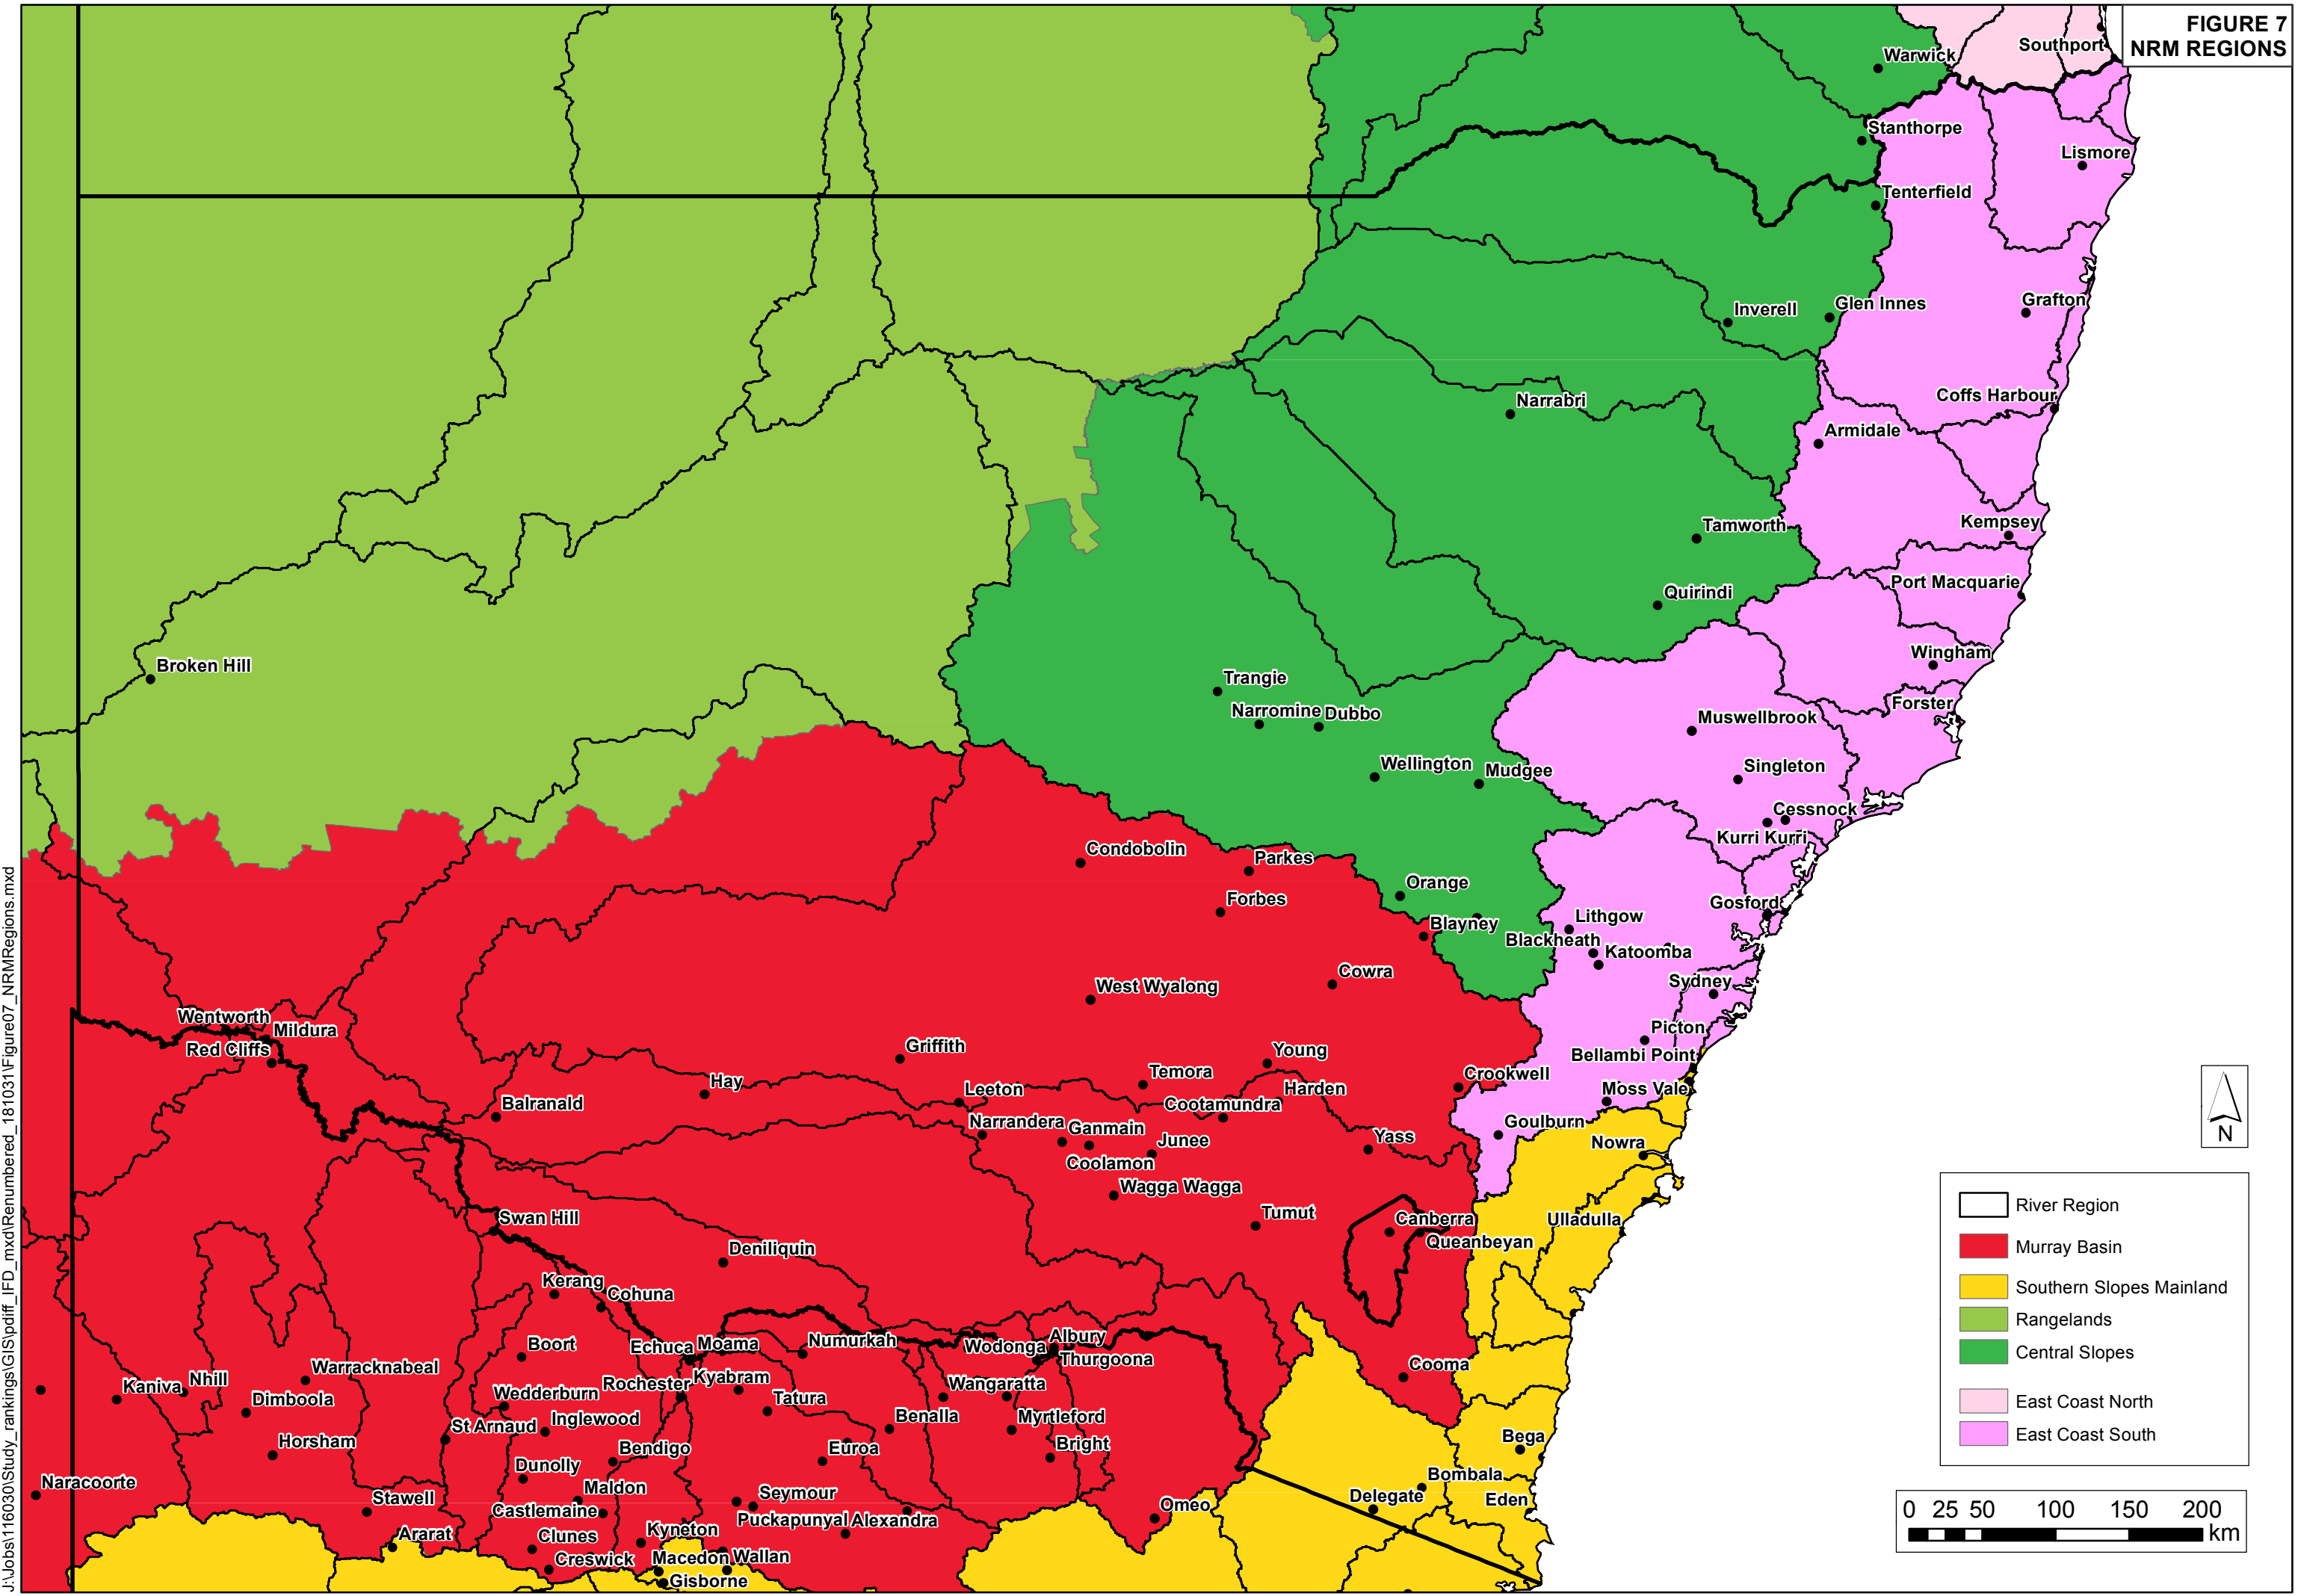 FIGURE 7
NRM REGIONS
Southport
Warwick
Stanthorpe
Lismore
Tenterfield
Grafton
Glen Innes
Inverell
Coffs Harbour
Narrabri
Armidale
Kempsey
Tamworth
Port Macquarie
Quirindi
Wingham
Broken Hill
Trangie
Forster
Narromine
Dubbo
Muswellbrook
Wellington
Mudgee
Singleton
Cessnock
Kurri Kurri
Condobolin
Parkes
Orange
Forbes
Gosford
Blayney
Lithgow
Blackheath
Katoomba
Cowra
Sydney
West Wyalong
Wentworth
Mildura
Picton
Red Cliffs
Griffith
Young
Bellambi Point
Temora
Crookwell
Hay
Leeton
Harden
Moss Vale
Balranald
Cootamundra
Narrandera
Ganmain
Goulburn
Junee
Yass
Nowra
Coolamon
Wagga Wagga
Swan Hill
Tumut
Canberra
Ulladulla
Queanbeyan
Deniliquin
Kerang
Cohuna
Boort
Echuca
Moama
Numurkah
Wodonga
Albury
Thurgoona
Warracknabeal
Cooma
Kaniva
Nhill
Rochester
Kyabram
Wangaratta
Dimboola
Wedderburn
Tatura
St Arnaud
Inglewood
Benalla
Myrtleford
Horsham
Bendigo
Euroa
Bright
Bega
Dunolly
Naracoorte
Maldon
Bombala
Stawell
Seymour
Delegate
Eden
Castlemaine
Puckapunyal
Alexandra
Omeo
Ararat
Clunes
Kyneton
Creswick
Macedon
Wallan
Gisborne
N
River Region
Murray Basin
Southern Slopes Mainland
Rangelands
Central Slopes
East Coast North
East Coast South
0 25 50 100 150 200
km
J:\Jobs\116030\Study_rankings\GIS\pdiff_IFD_mxd\Renumbered_181031\Figure07_NRMRegions.mxd